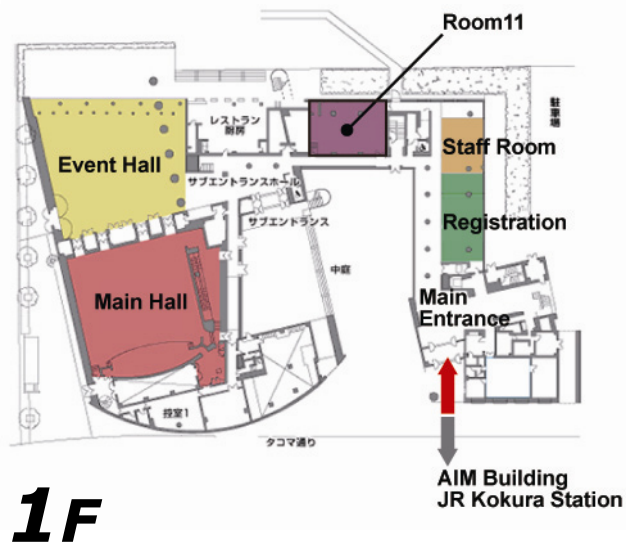 Room11
駐車場
レストラン
厨房
Staff Room
Event Hall
サブエントランスホール
サブエントランス
Registration
中庭
Main Hall
Main
Entrance
控室1
タコマ通り
AIM Building
JR Kokura Station
1F